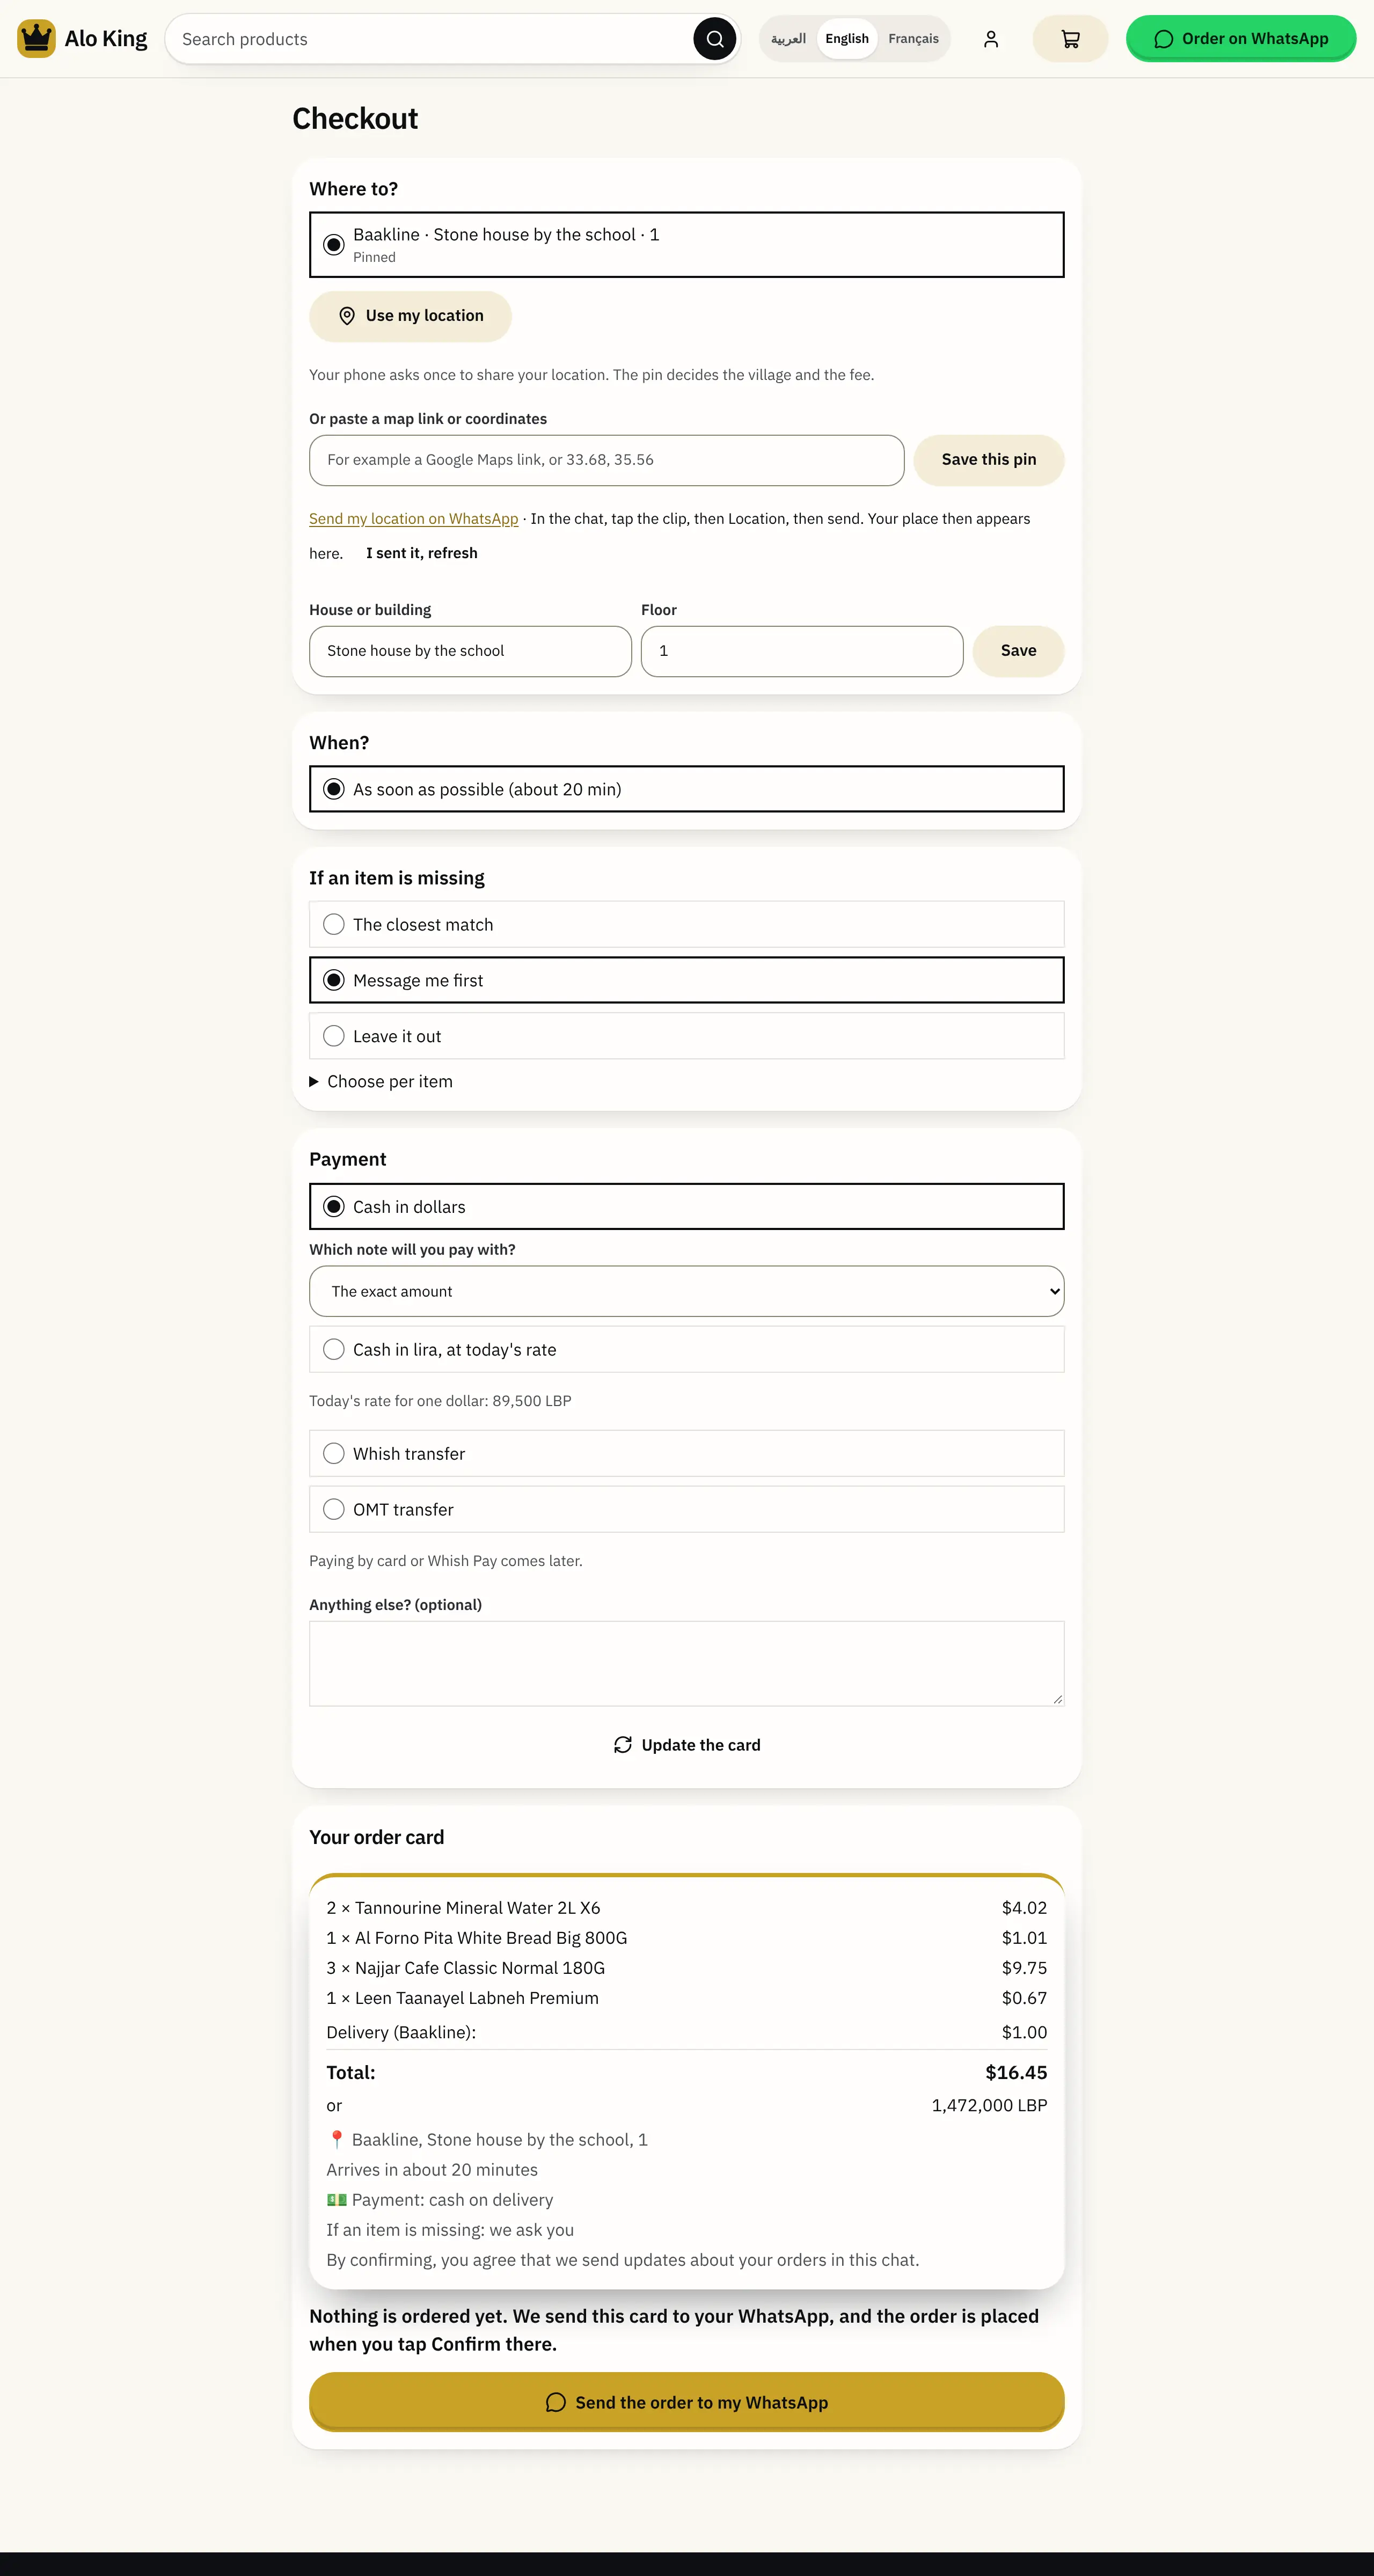 Alo King
Search products
العربية
English
Français
Order on WhatsApp
Checkout
Where to?
Baakline · Stone house by the school · 1
Pinned
Use my location
Your phone asks once to share your location. The pin decides the village and the fee.
Or paste a map link or coordinates
For example a Google Maps link, or 33.68, 35.56
Save this pin
Send my location on WhatsApp · In the chat, tap the clip, then Location, then send. Your place then appears
here. I sent it, refresh
House or building
Floor
Stone house by the school
1
Save
When?
As soon as possible (about 20 min)
If an item is missing
The closest match
Message me first
Leave it out
Choose per item
Payment
Cash in dollars
Which note will you pay with?
The exact amount
Cash in lira, at today's rate
Today's rate for one dollar: 89,500 LBP
Whish transfer
OMT transfer
Paying by card or Whish Pay comes later.
Anything else? (optional)
Update the card
Your order card
2 × Tannourine Mineral Water 2L X6 $4.02
1 × Al Forno Pita White Bread Big 800G $1.01
3 × Najjar Cafe Classic Normal 180G $9.75
1 × Leen Taanayel Labneh Premium $0.67
Delivery (Baakline): $1.00
Total: $16.45
or 1,472,000 LBP
📍 Baakline, Stone house by the school, 1
Arrives in about 20 minutes
💵 Payment: cash on delivery
If an item is missing: we ask you
By confirming, you agree that we send updates about your orders in this chat.
Nothing is ordered yet. We send this card to your WhatsApp, and the order is placed
when you tap Confirm there.
Send the order to my WhatsApp